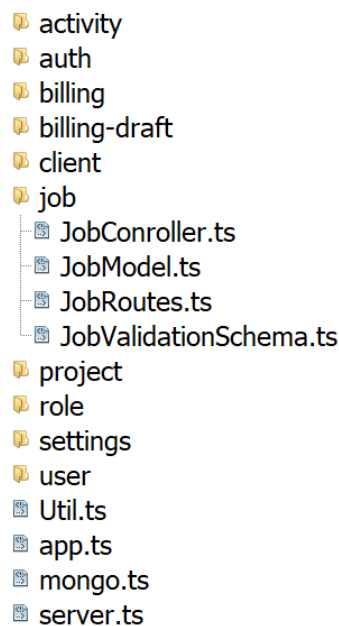 activity
auth
billing
billing-draft
client
job
JobConroller.ts
JobModel.ts
JobRoutes.ts
JobValidationSchema.ts
project
role
settings
user
Util.ts
app.ts
mongo.ts
server.ts